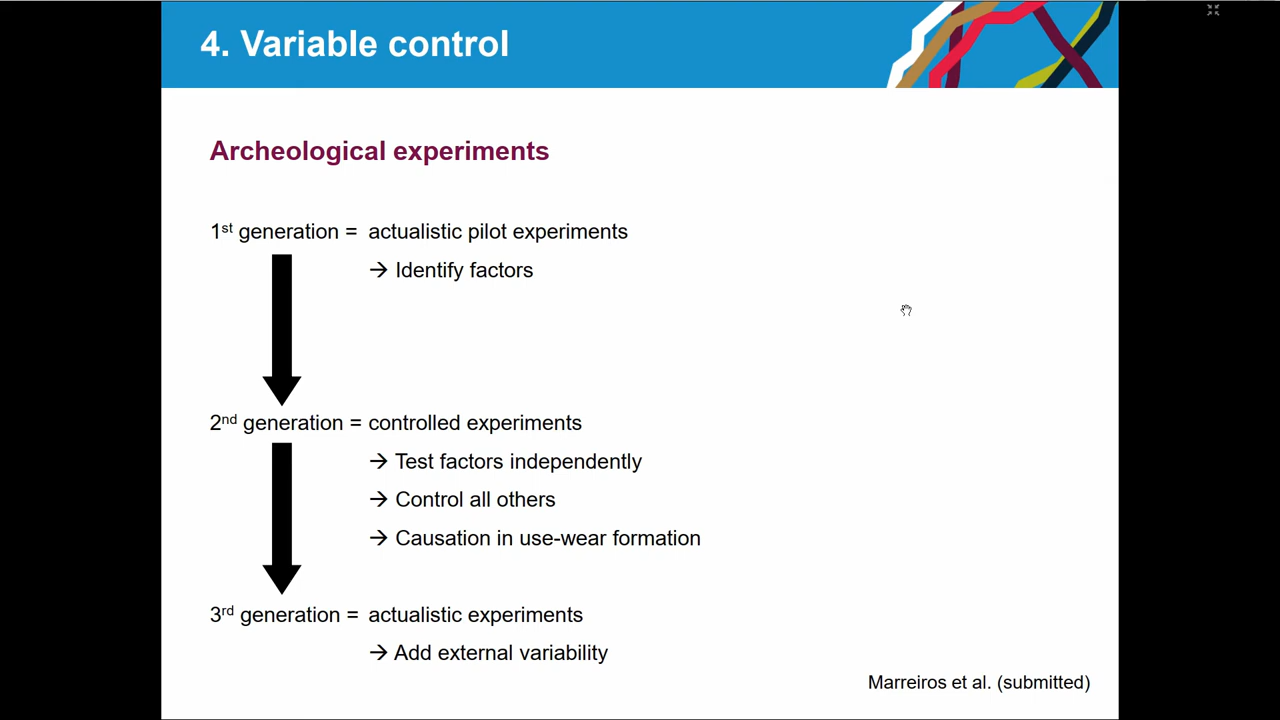 4. Variable control
Archeological experiments
1st generation = actualistic pilot experiments
→ Identify factors
2nd generation = controlled experiments
→ Test factors independently
→ Control all others
→ Causation in use-wear formation
3rd generation = actualistic experiments
→ Add external variability
Marreiros et al. (submitted)